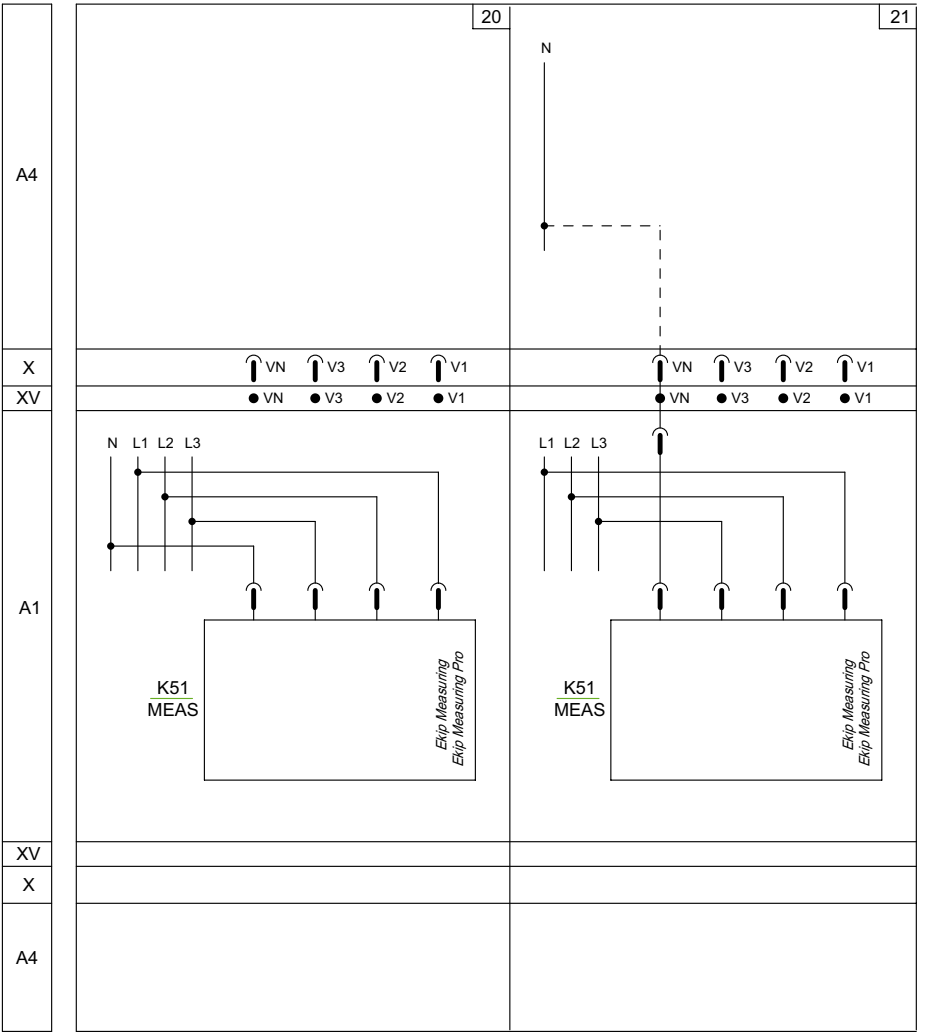 20
21
N
A4
X
VN V3 V2 V1
VN V3 V2 V1
XV
VN V3 V2 V1
VN V3 V2 V1
N L1 L2 L3
L1 L2 L3
A1
K51
MEAS
Ekip Measuring
Ekip Measuring Pro
K51
MEAS
Ekip Measuring
Ekip Measuring Pro
XV
X
A4